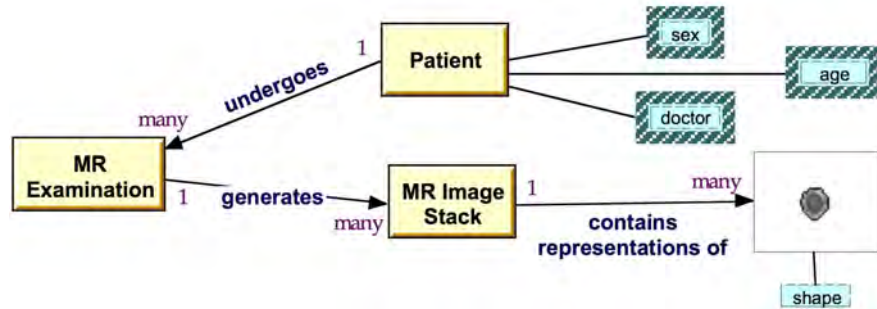 sex
1
Patient
age
undergoes
many
doctor
MR
Examination
1
generates
many
MR Image
Stack
1
many
contains
representations of
shape